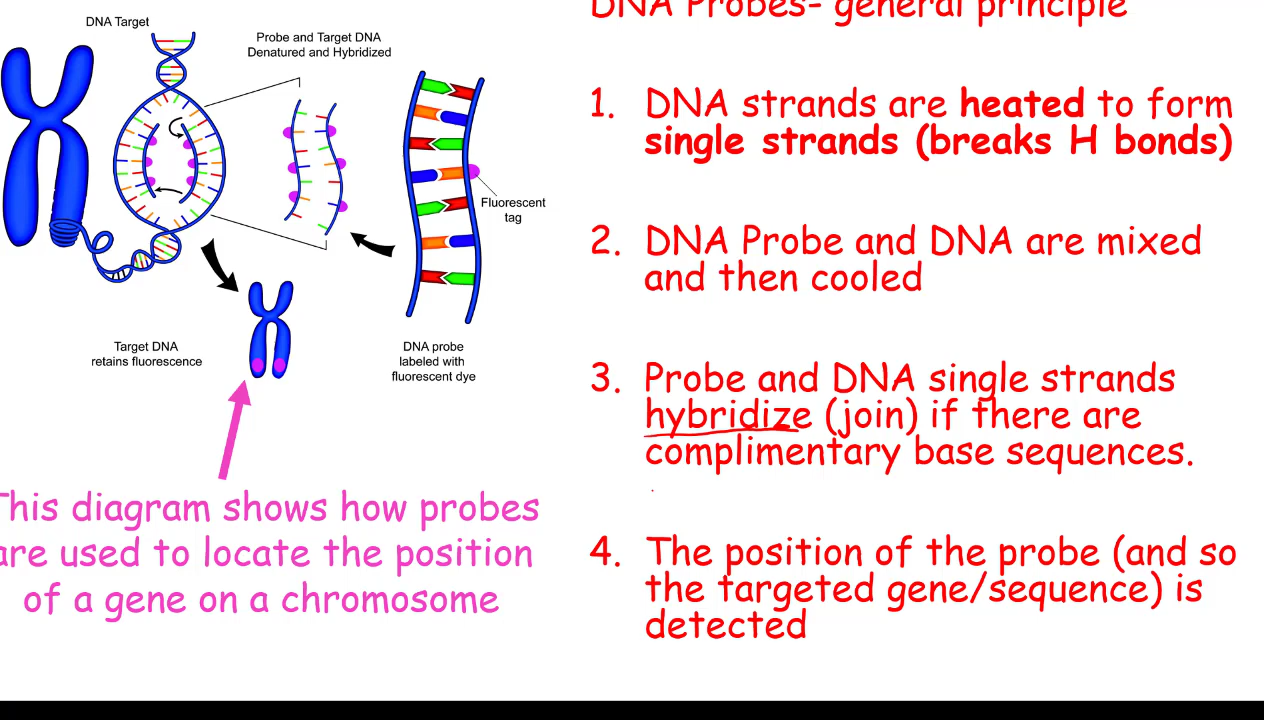 DNA Target
Probe and Target DNA
Denatured and Hybridized
Fluorescent
tag
Target DNA
retains fluorescence
DNA probe
labeled with
fluorescent dye
This diagram shows how probes
are used to locate the position
of a gene on a chromosome
DNA Probes- general principle
1. DNA strands are heated to form
single strands (breaks H bonds)
2. DNA Probe and DNA are mixed
and then cooled
3. Probe and DNA single strands
hybridize (join) if there are
complimentary base sequences.
4. The position of the probe (and so
the targeted gene/sequence) is
detected